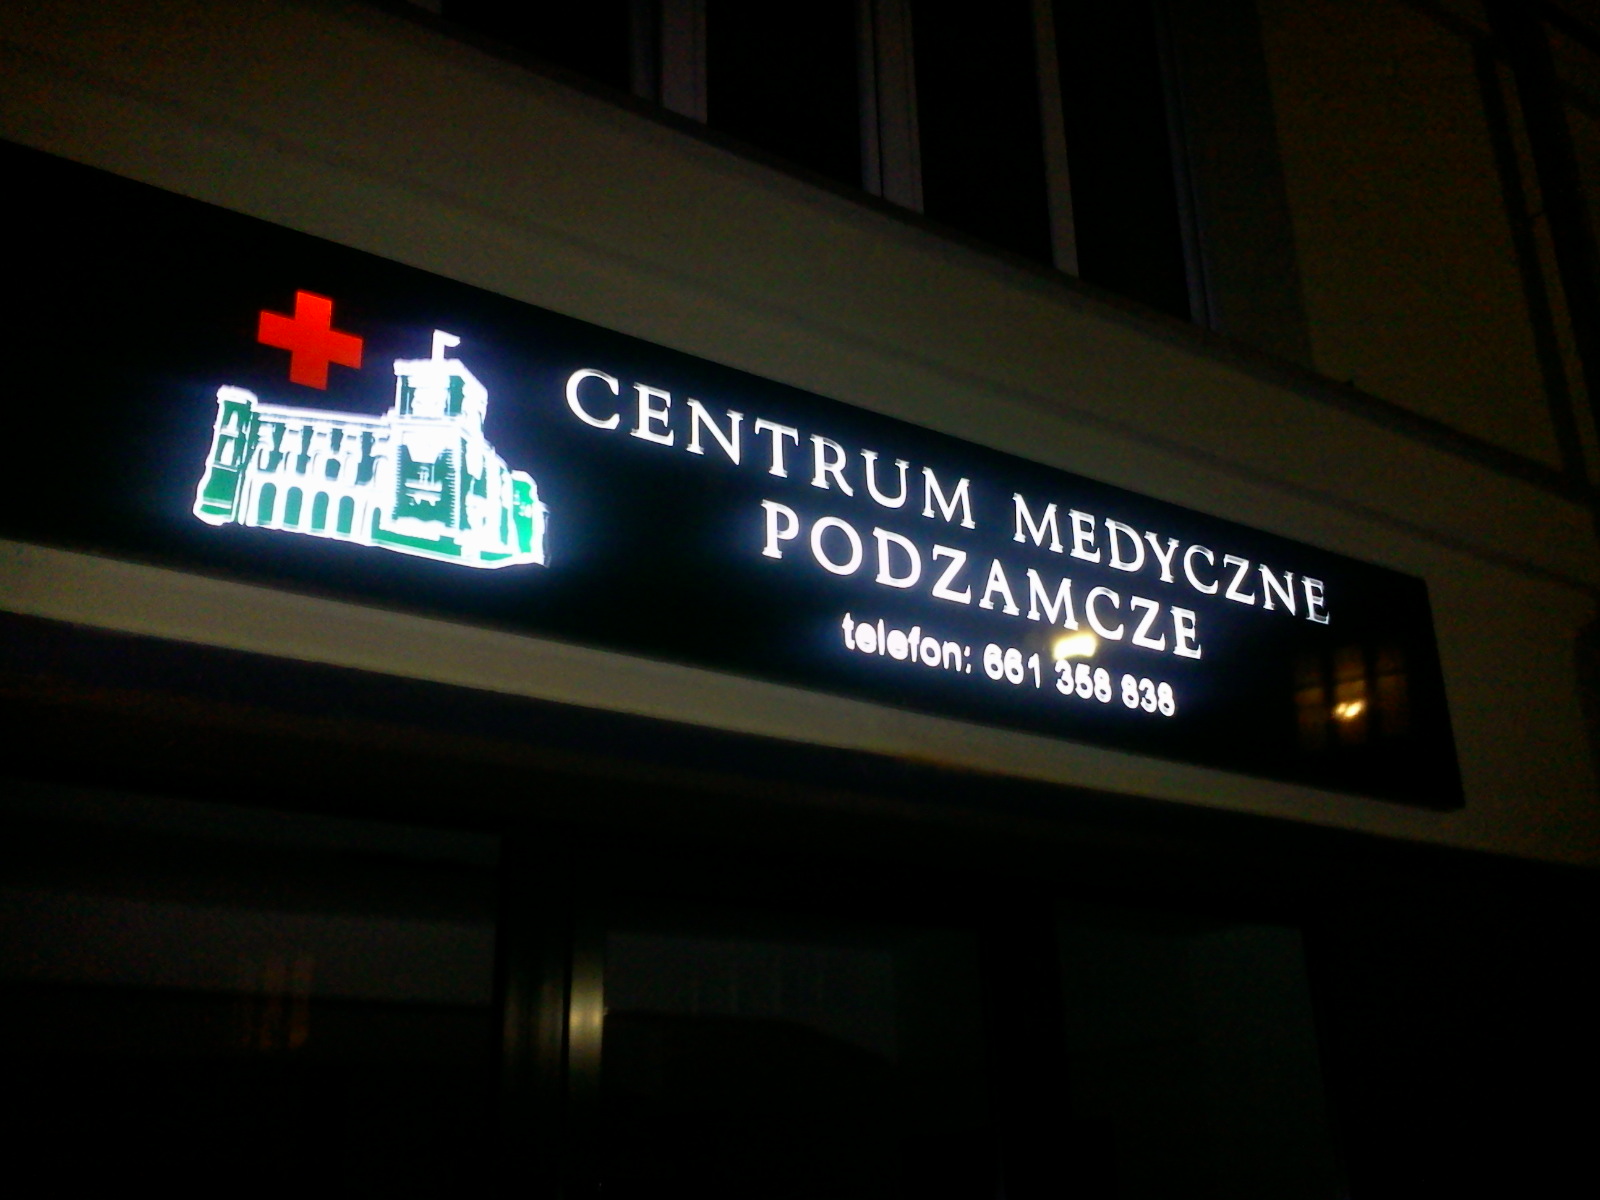 CENTRUM MEDYCZNE
PODZAMCZE
telefon: 661 358 838